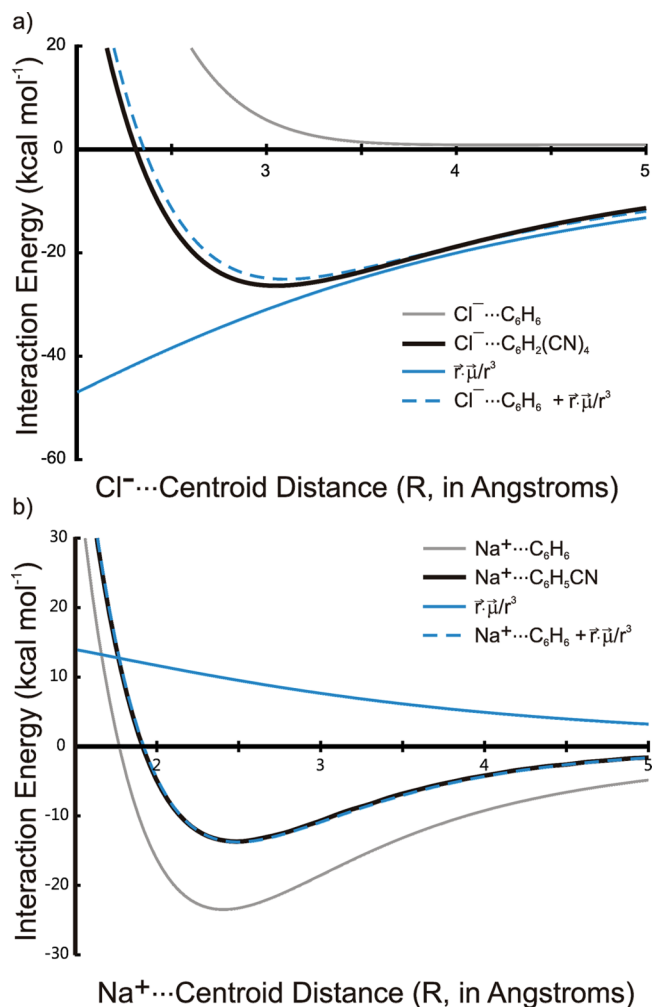 a)
Interaction Energy (kcal mol⁻¹)
20
0
-20
-40
-60
3
4
5
Cl⁻···C₆H₆
Cl⁻···C₆H₂(CN)₄
r⃗·μ⃗/r³
Cl⁻···C₆H₆ + r⃗·μ⃗/r³
Cl⁻···Centroid Distance (R, in Angstroms)
b)
Interaction Energy (kcal mol⁻¹)
30
20
10
0
-10
-20
-30
2
3
4
5
Na⁺···C₆H₆
Na⁺···C₆H₅CN
r⃗·μ⃗/r³
Na⁺···C₆H₆ + r⃗·μ⃗/r³
Na⁺···Centroid Distance (R, in Angstroms)